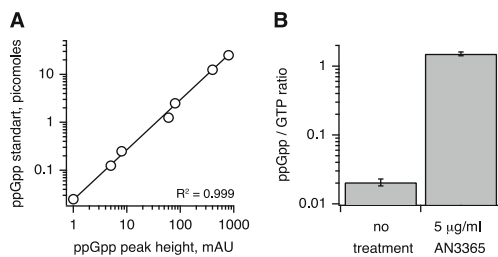 A
B
ppGpp standart, picomoles
10
1
0.1
R² = 0.999
1 10 100 1000
ppGpp peak height, mAU
ppGpp / GTP ratio
1
0.1
0.01
no treatment
5 μg/ml AN3365